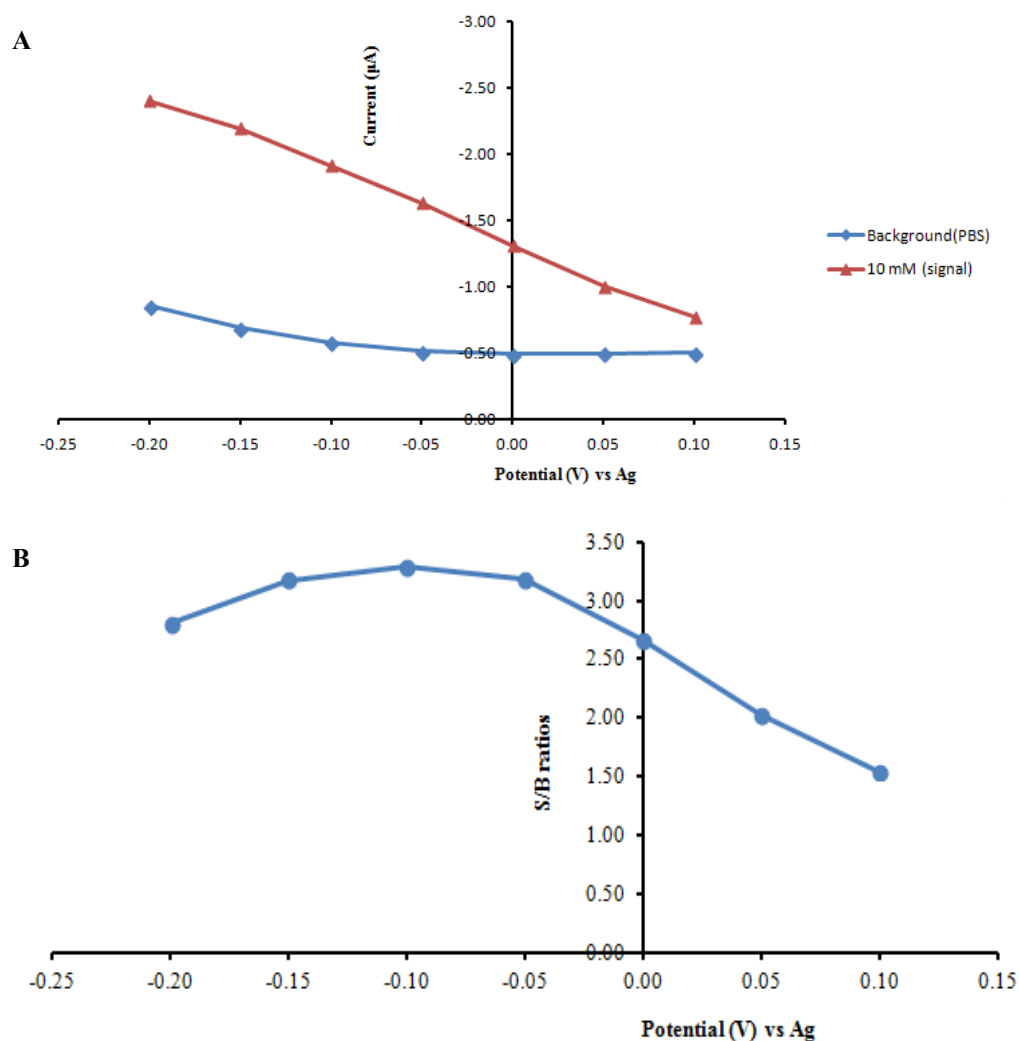 A
Current (µA)
-3.00
-2.50
-2.00
-1.50
-1.00
-0.50
0.00
-0.25 -0.20 -0.15 -0.10 -0.05 0.00 0.05 0.10 0.15
Potential (V) vs Ag
Background(PBS)
10 mM (signal)
B
S/B ratios
3.50
3.00
2.50
2.00
1.50
1.00
0.50
0.00
-0.25 -0.20 -0.15 -0.10 -0.05 0.00 0.05 0.10 0.15
Potential (V) vs Ag